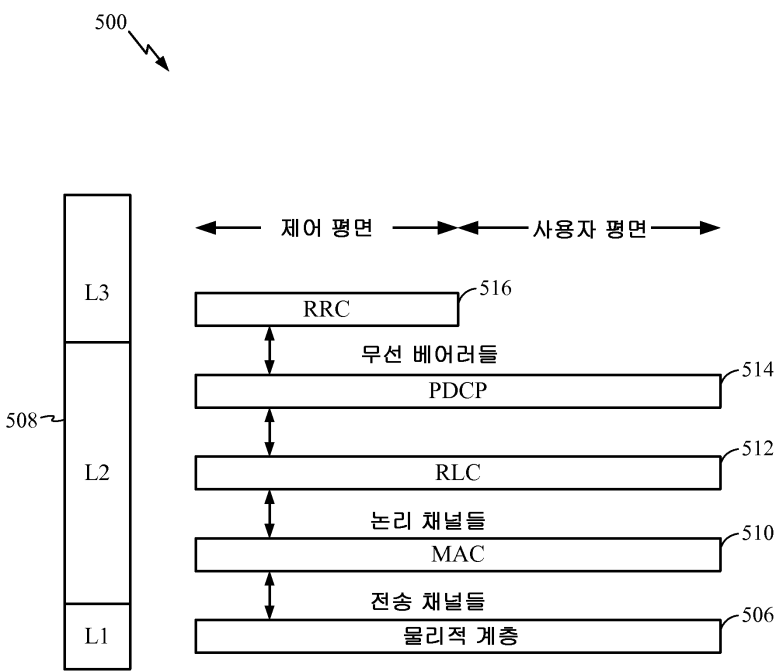 500
제어 평면
사용자 평면
L3
RRC
516
무선 베어러들
514
PDCP
508
L2
512
RLC
논리 채널들
510
MAC
전송 채널들
506
L1
물리적 계층